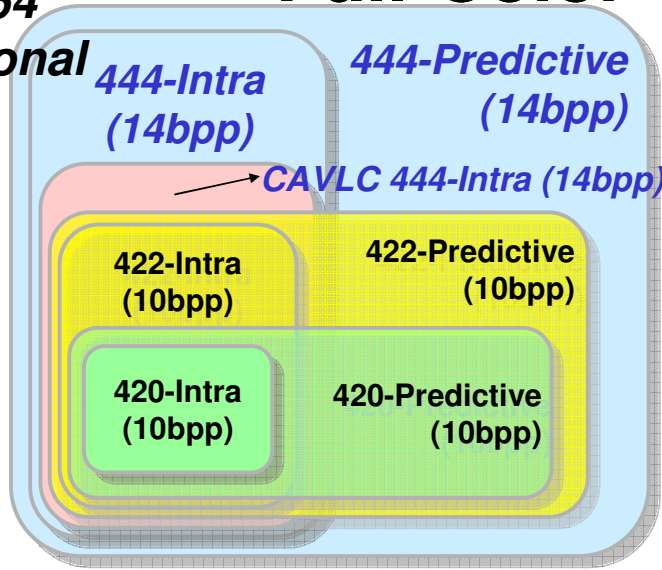 444-Intra
(14bpp)
444-Predictive
(14bpp)
CAVLC 444-Intra (14bpp)
422-Intra
(10bpp)
422-Predictive
(10bpp)
420-Intra
(10bpp)
420-Predictive
(10bpp)